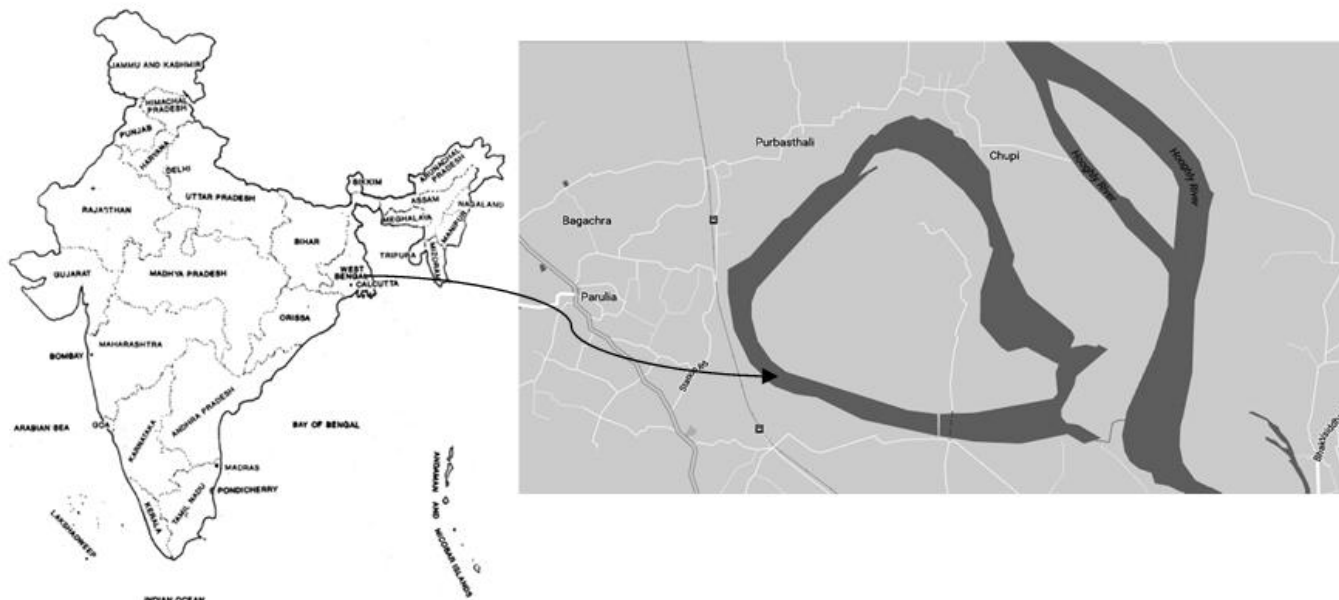 JAMMU AND KASHMIR
HIMACHAL
PRADESH
PUNJAB
HARYANA
DELHI
RAJASTHAN
UTTAR PRADESH
SIKKIM
ARUNACHAL
PRADESH
ASSAM
NAGALAND
MEGHALAYA
MANIPUR
BIHAR
TRIPURA
MIZORAM
GUJARAT
MADHYA PRADESH
WEST
BENGAL
CALCUTTA
ORISSA
MAHARASHTRA
BOMBAY
ANDHRA PRADESH
ARABIAN SEA
GOA
KARNATAKA
BAY OF BENGAL
MADRAS
PONDICHERRY
TAMIL NADU
KERALA
LAKSHADWEEP
ANDAMAN AND NICOBAR ISLANDS
INDIAN OCEAN
Purbasthali
Chupi
Hooghly River
Hooghly River
Bagachra
Parulia